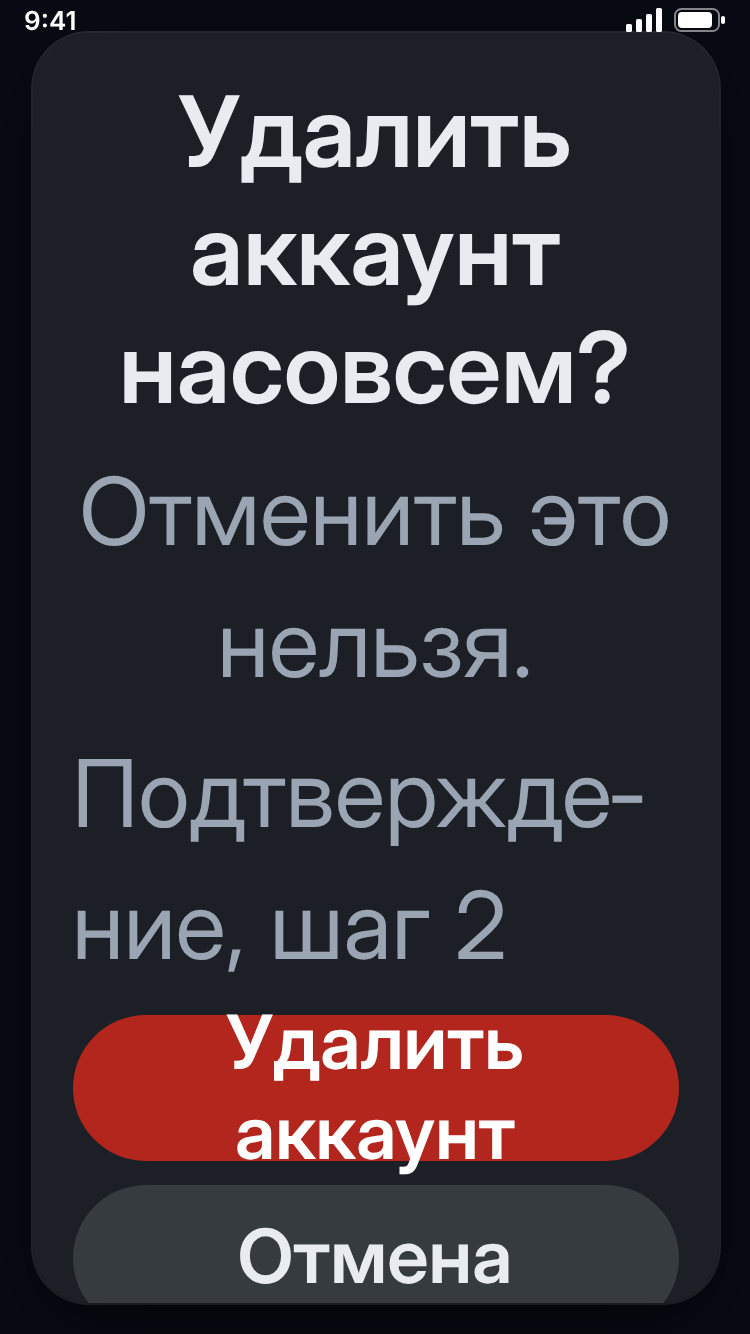 9:41
Удалить
аккаунт
насовсем?
Отменить это
нельзя.
Подтвержде-
ние, шаг 2
Удалить
аккаунт
Отмена